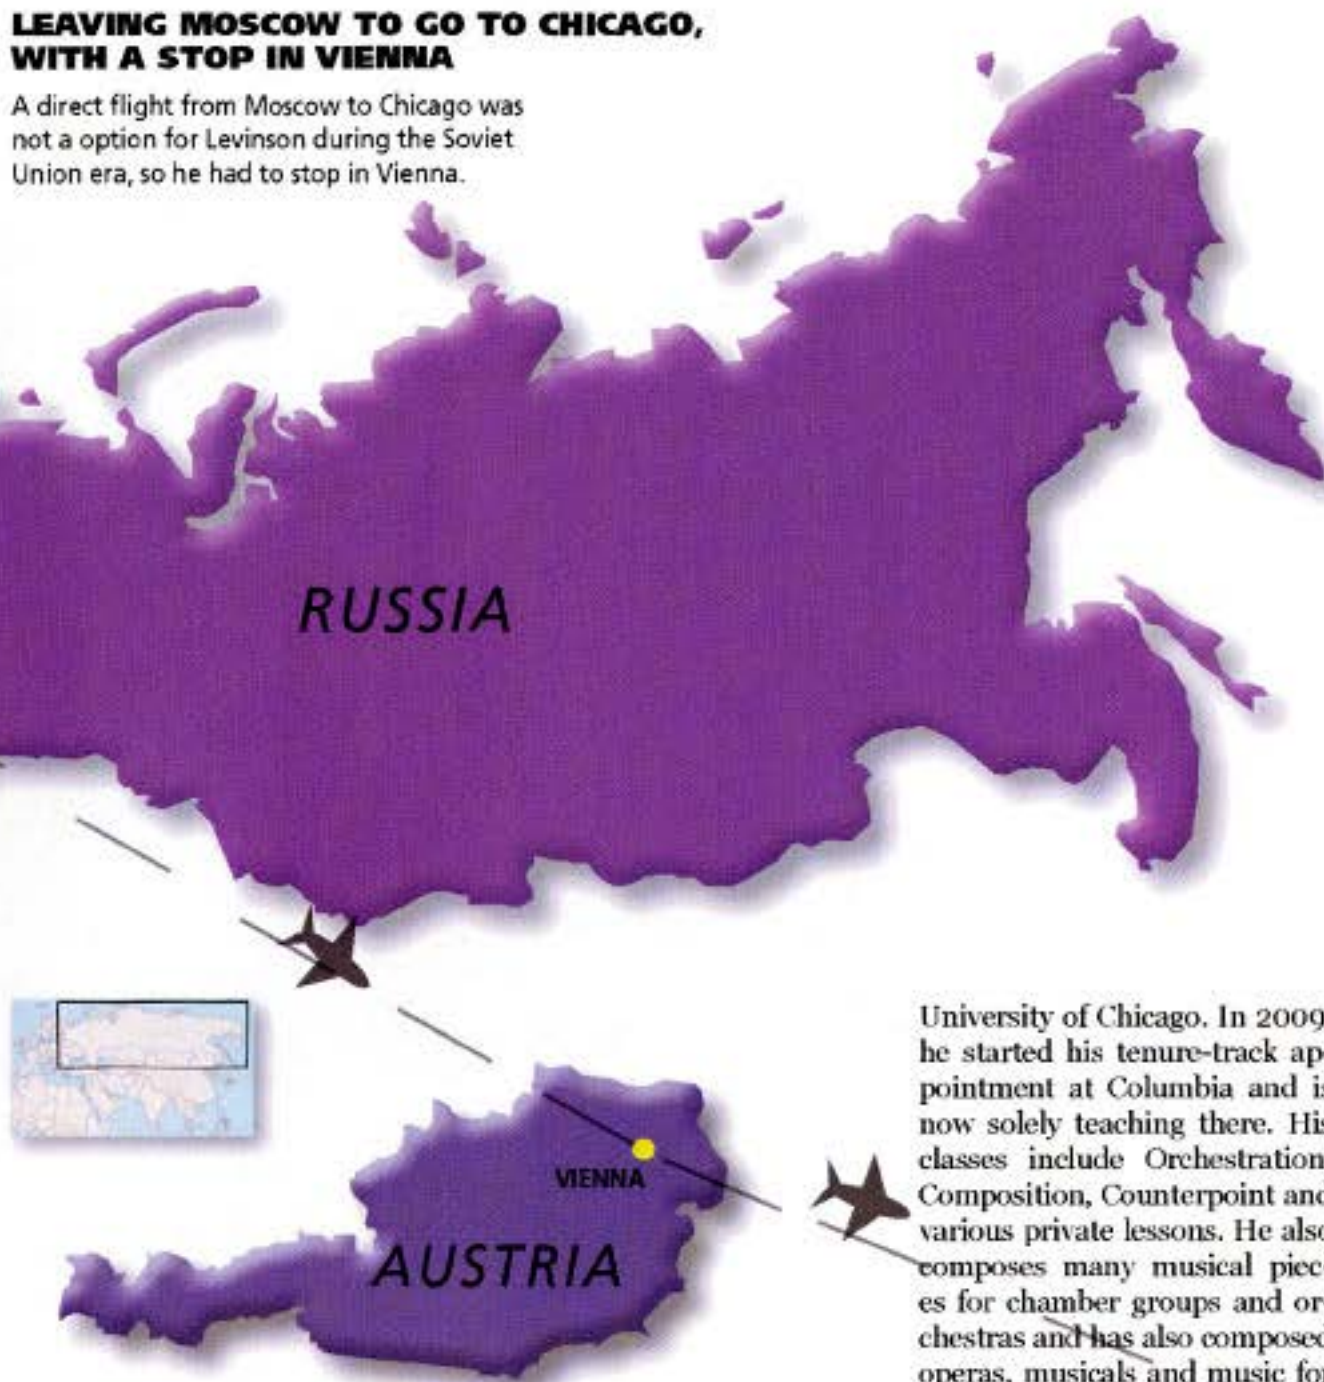 LEAVING MOSCOW TO GO TO CHICAGO,
WITH A STOP IN VIENNA
A direct flight from Moscow to Chicago was
not a option for Levinson during the Soviet
Union era, so he had to stop in Vienna.
RUSSIA
VIENNA
AUSTRIA
University of Chicago. In 2009
he started his tenure-track ap-
pointment at Columbia and is
now solely teaching there. His
classes include Orchestration,
Composition, Counterpoint and
various private lessons. He also
composes many musical piec-
es for chamber groups and or-
chestras and has also composed
operas, musicals and music for